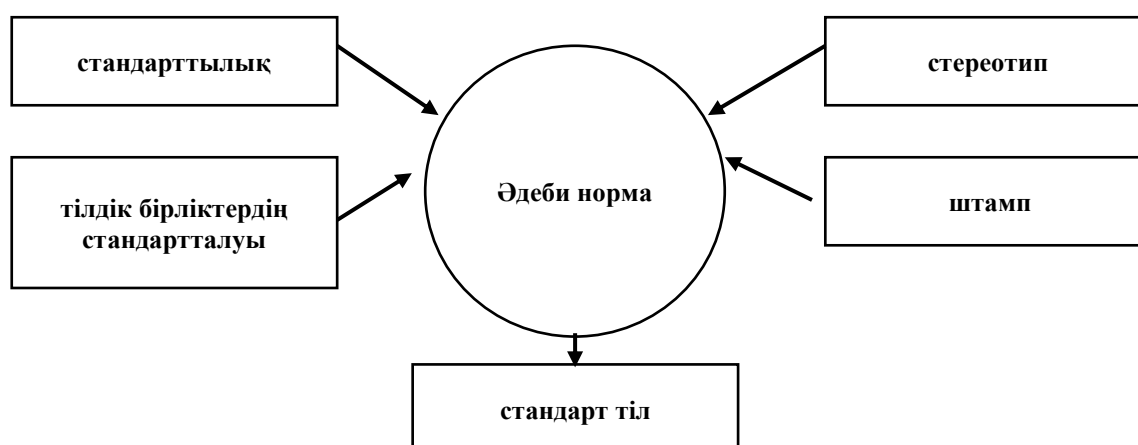 стандарттылық
стереотип
тілдік бірліктердің
стандартталуы
Әдеби норма
штамп
стандарт тіл